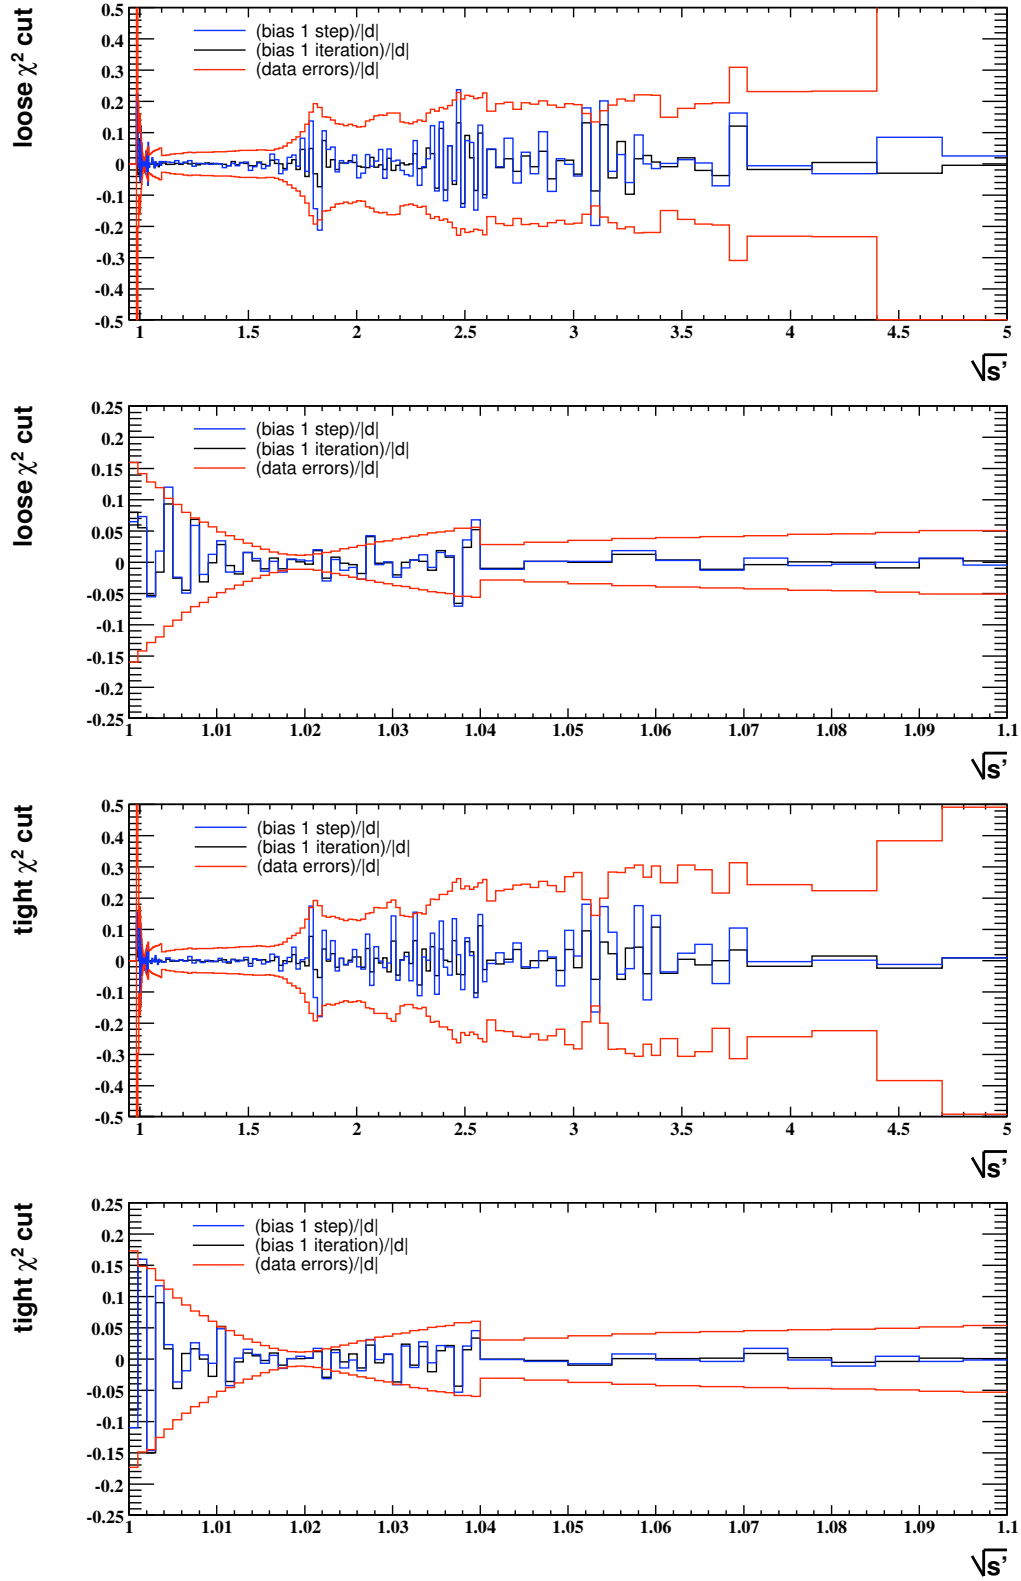 loose χ² cut
0.5
0.4
0.3
0.2
0.1
0
-0.1
-0.2
-0.3
-0.4
-0.5
(bias 1 step)/|d|
(bias 1 iteration)/|d|
(data errors)/|d|
1 1.5 2 2.5 3 3.5 4 4.5 5
√s'
loose χ² cut
0.25
0.2
0.15
0.1
0.05
0
-0.05
-0.1
-0.15
-0.2
-0.25
(bias 1 step)/|d|
(bias 1 iteration)/|d|
(data errors)/|d|
1 1.01 1.02 1.03 1.04 1.05 1.06 1.07 1.08 1.09 1.1
√s'
tight χ² cut
0.5
0.4
0.3
0.2
0.1
0
-0.1
-0.2
-0.3
-0.4
-0.5
(bias 1 step)/|d|
(bias 1 iteration)/|d|
(data errors)/|d|
1 1.5 2 2.5 3 3.5 4 4.5 5
√s'
tight χ² cut
0.25
0.2
0.15
0.1
0.05
0
-0.05
-0.1
-0.15
-0.2
-0.25
(bias 1 step)/|d|
(bias 1 iteration)/|d|
(data errors)/|d|
1 1.01 1.02 1.03 1.04 1.05 1.06 1.07 1.08 1.09 1.1
√s'